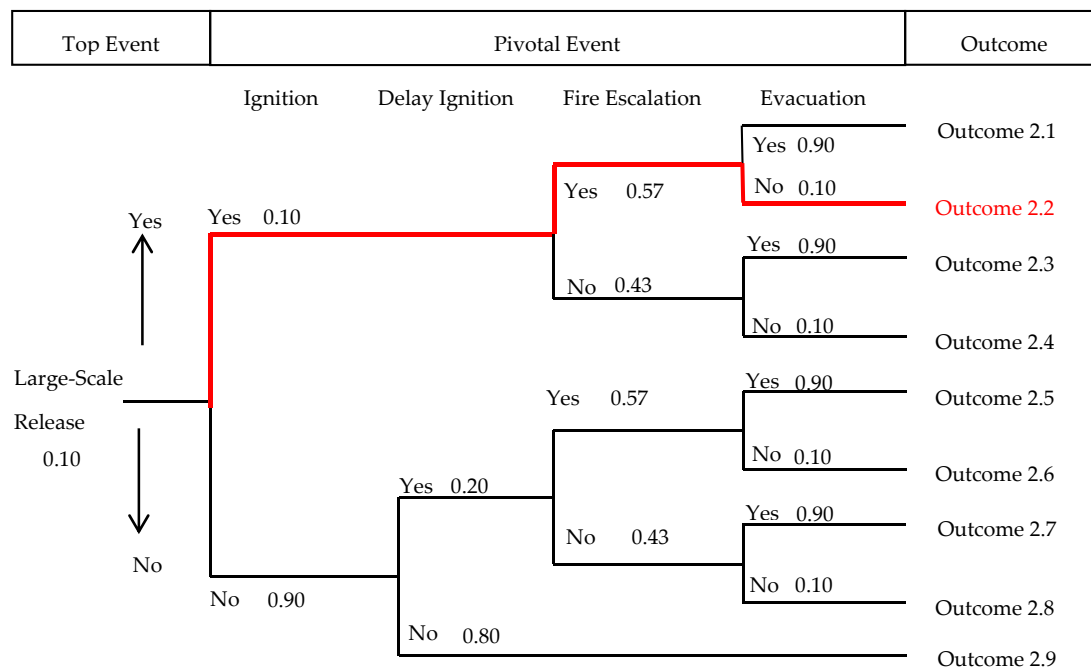 Top Event Pivotal Event Outcome
Ignition Delay Ignition Fire Escalation Evacuation
Outcome 2.1
Yes 0.90
Yes 0.57
No 0.10
Outcome 2.2
Yes
Yes 0.10
Yes 0.90
Outcome 2.3
No 0.43
No 0.10
Outcome 2.4
Large-Scale
Release
0.10
Yes 0.90
Outcome 2.5
Yes 0.57
No 0.10
Outcome 2.6
Yes 0.20
Yes 0.90
Outcome 2.7
No 0.43
No
No 0.10
Outcome 2.8
No 0.90
No 0.80
Outcome 2.9